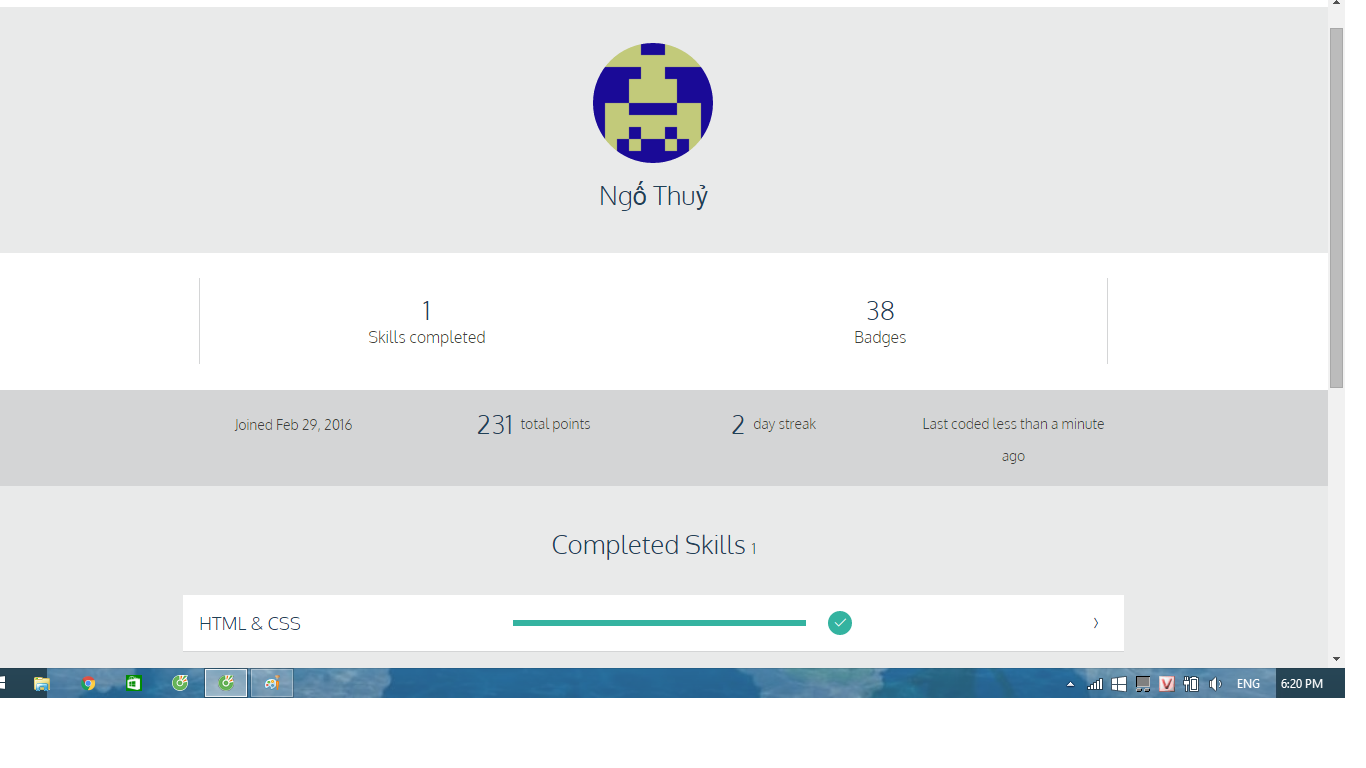 Ngố Thuỷ
1
Skills completed
38
Badges
Joined Feb 29, 2016
231 total points
2 day streak
Last coded less than a minute
ago
Completed Skills 1
HTML & CSS
V
ENG
6:20 PM